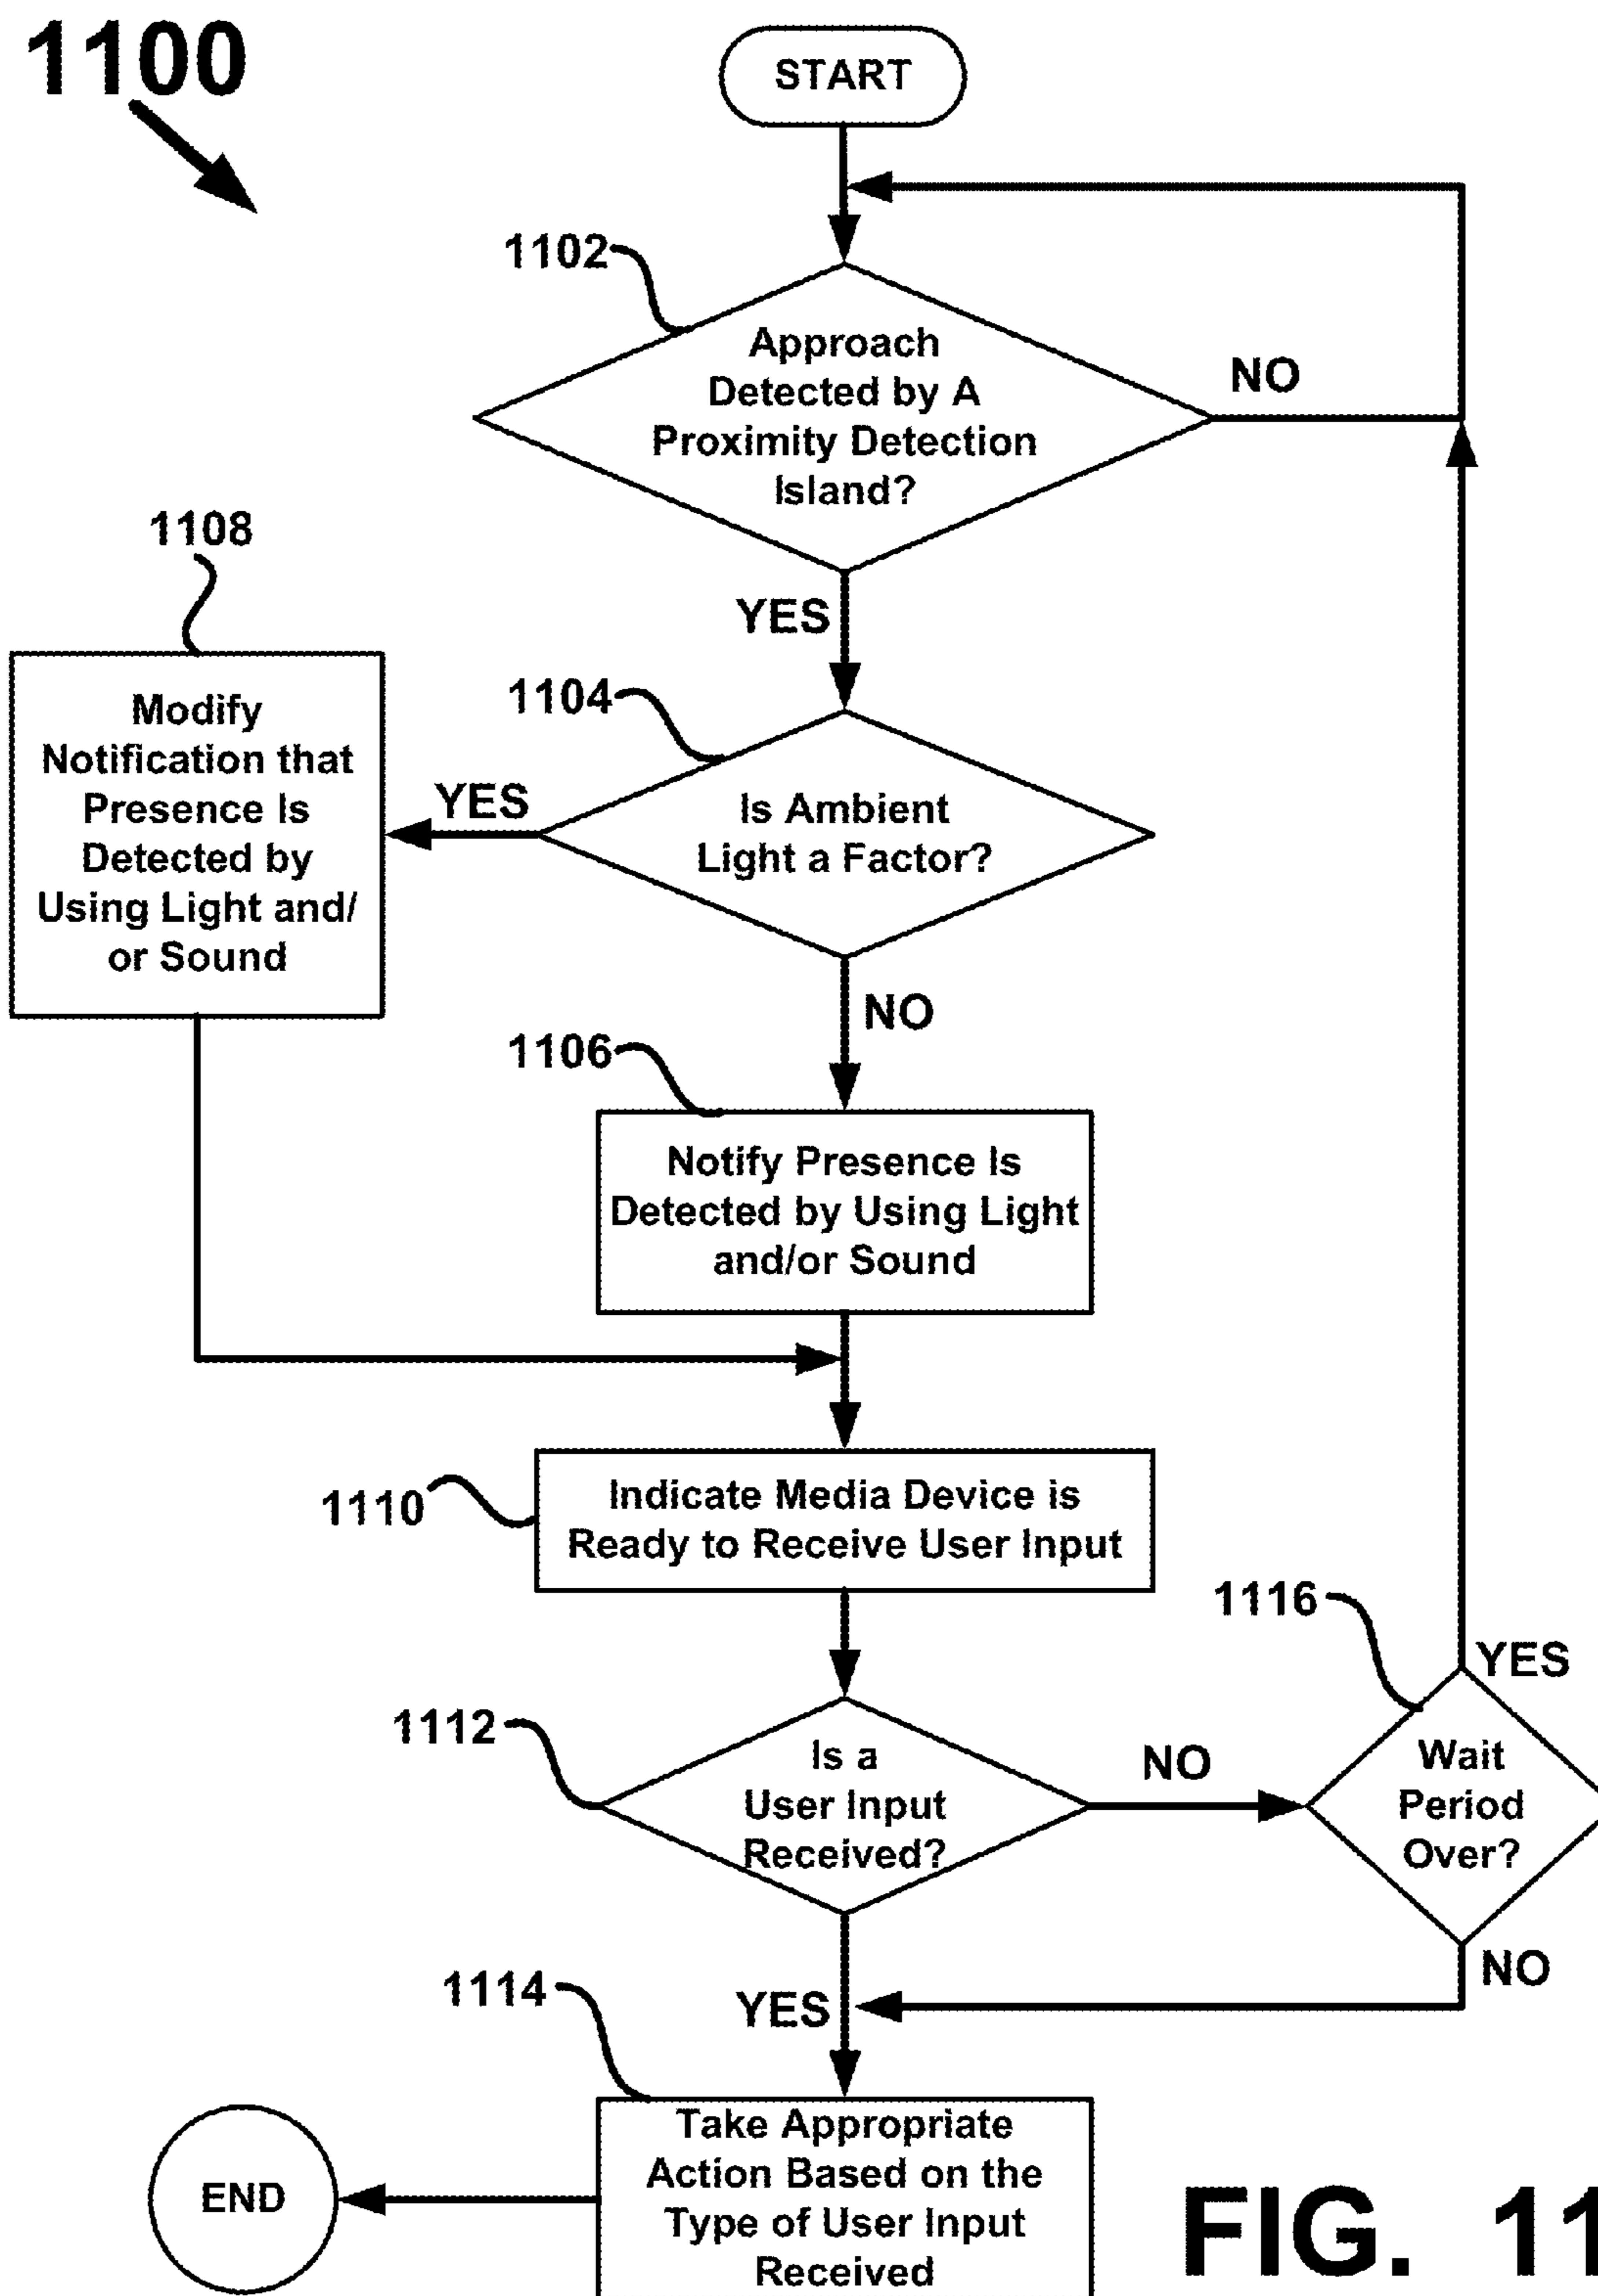 1100
START
1102
Approach
Detected by A
Proximity Detection
Island?
NO
YES
1108
Modify
Notification that
Presence Is
Detected by
Using Light and/
or Sound
1104
YES
Is Ambient
Light a Factor?
NO
1106
Notify Presence Is
Detected by Using Light
and/or Sound
1110
Indicate Media Device is
Ready to Receive User Input
1112
Is a
User Input
Received?
NO
1116
YES
Wait
Period
Over?
NO
YES
1114
Take Appropriate
Action Based on the
Type of User Input
Received
END
FIG. 11